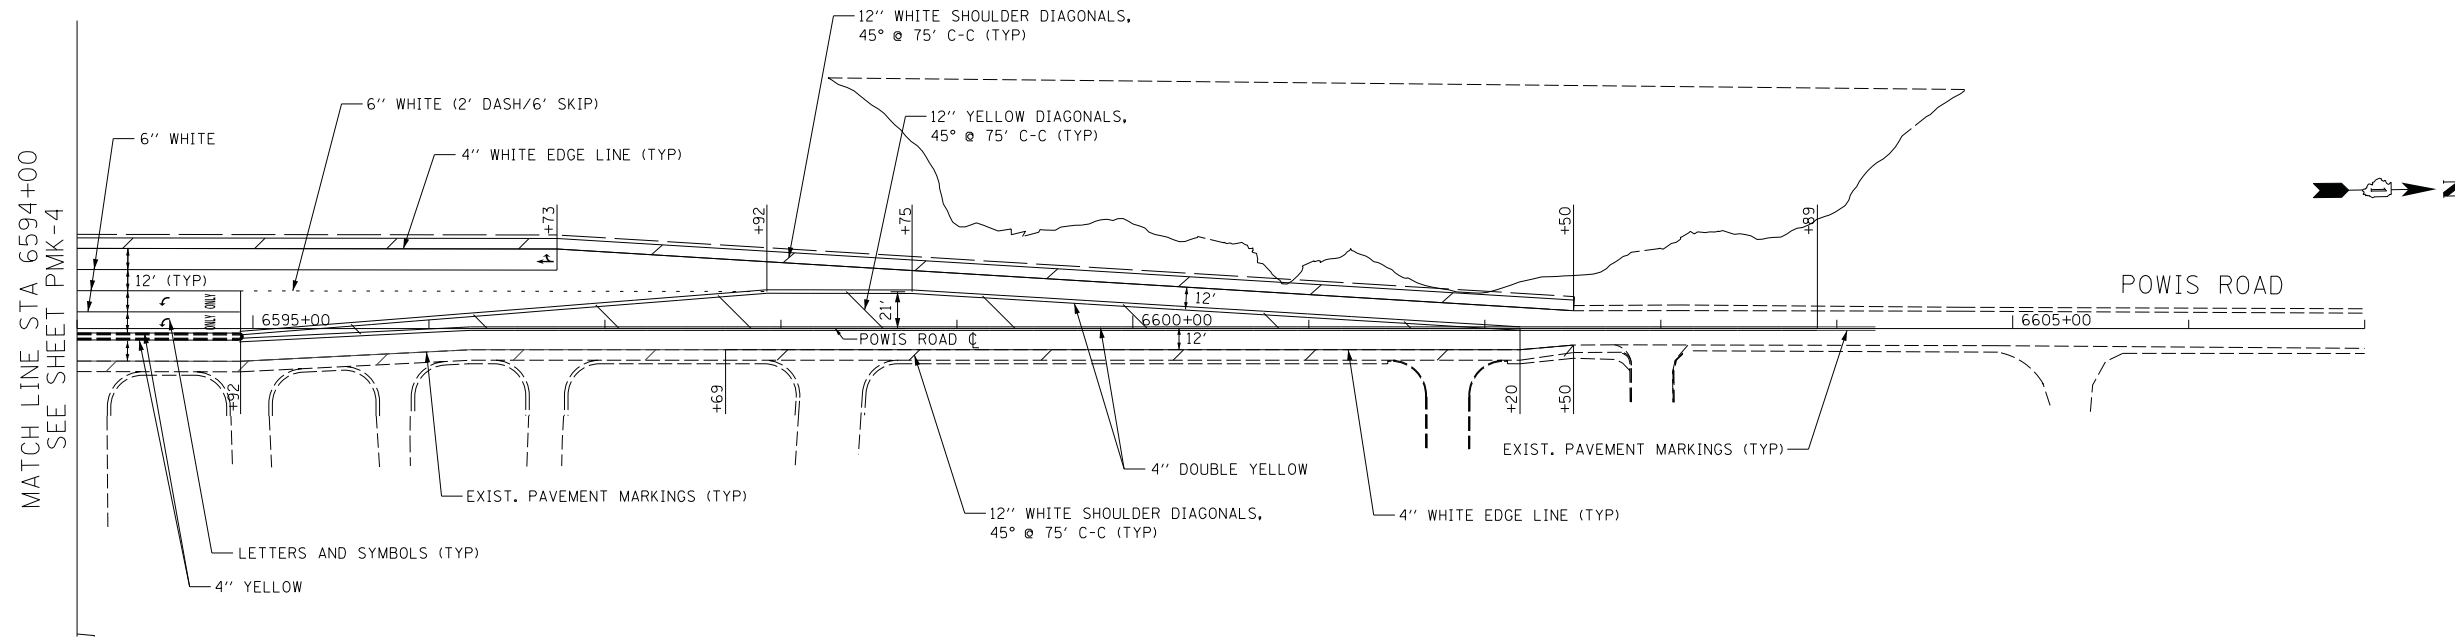 12'' WHITE SHOULDER DIAGONALS,
45° @ 75' C-C (TYP)
6'' WHITE (2' DASH/6' SKIP)
12'' YELLOW DIAGONALS,
45° @ 75' C-C (TYP)
6'' WHITE
4'' WHITE EDGE LINE (TYP)
MATCH LINE STA 6594+00
SEE SHEET PMK-4
+73
+92
+75
+50
+89
N
12' (TYP)
ONLY
ONLY
21'
12'
POWIS ROAD
6595+00
6600+00
6605+00
POWIS ROAD ℄
12'
+92
+69
+20
+50
EXIST. PAVEMENT MARKINGS (TYP)
4'' DOUBLE YELLOW
EXIST. PAVEMENT MARKINGS (TYP)
12'' WHITE SHOULDER DIAGONALS,
45° @ 75' C-C (TYP)
4'' WHITE EDGE LINE (TYP)
LETTERS AND SYMBOLS (TYP)
4'' YELLOW